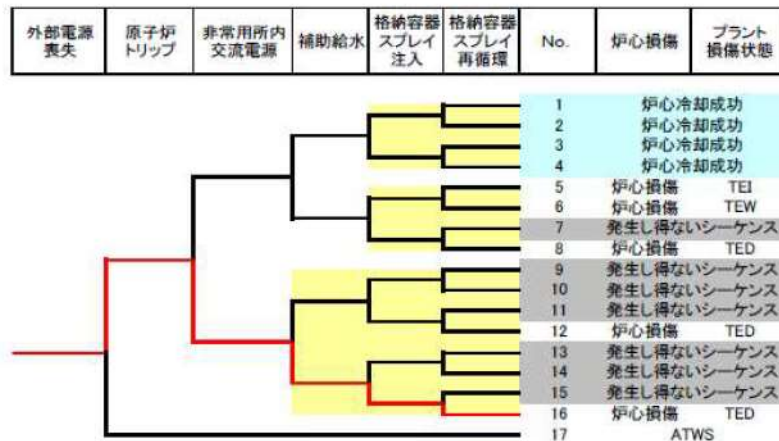 外部電源
喪失
原子炉
トリップ
非常用所内
交流電源
補助給水
格納容器
スプレイ
注入
格納容器
スプレイ
再循環
No.
炉心損傷
プラント
損傷状態
1 炉心冷却成功
2 炉心冷却成功
3 炉心冷却成功
4 炉心冷却成功
5 炉心損傷 TEI
6 炉心損傷 TEW
7 発生し得ないシーケンス
8 炉心損傷 TED
9 発生し得ないシーケンス
10 発生し得ないシーケンス
11 発生し得ないシーケンス
12 炉心損傷 TED
13 発生し得ないシーケンス
14 発生し得ないシーケンス
15 発生し得ないシーケンス
16 炉心損傷 TED
17 ATWS